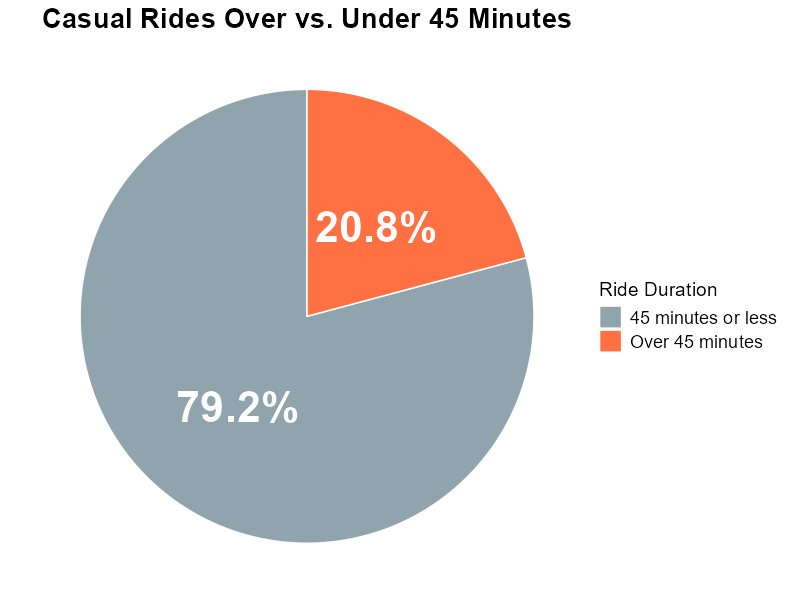 Casual Rides Over vs. Under 45 Minutes
20.8%
79.2%
Ride Duration
45 minutes or less
Over 45 minutes